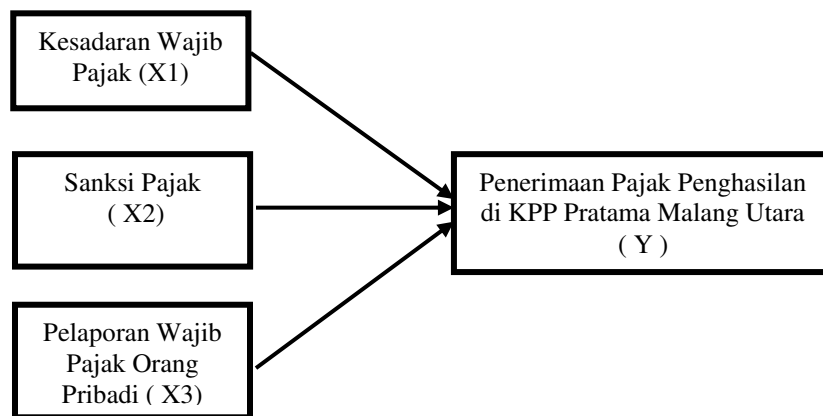 Kesadaran Wajib
Pajak (X1)
Sanksi Pajak
( X2)
Penerimaan Pajak Penghasilan
di KPP Pratama Malang Utara
( Y )
Pelaporan Wajib
Pajak Orang
Pribadi ( X3)